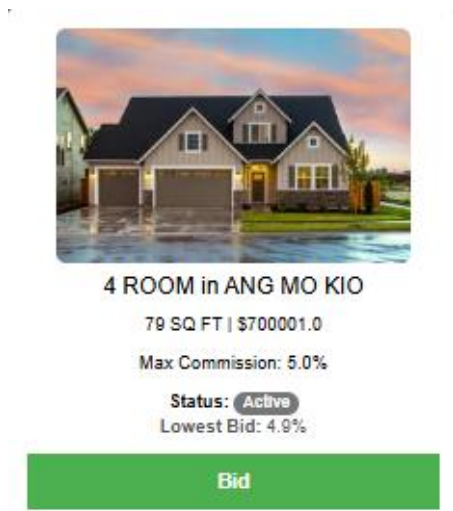 4 ROOM in ANG MO KIO
79 SQ FT | $700001.0
Max Commission: 5.0%
Status: Active
Lowest Bid: 4.9%
Bid